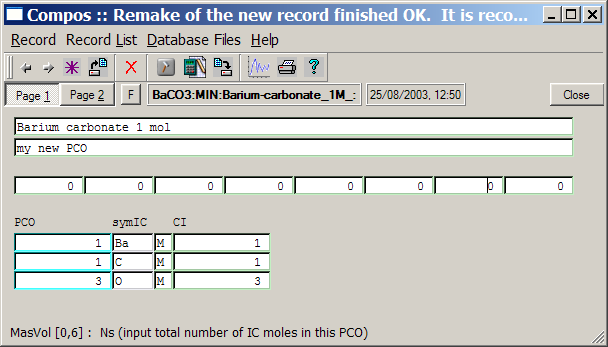 Compos :: Remake of the new record finished OK.  It is reco...
Record Record List Database Files Help
Page 1 Page 2 F BaCO3:MIN:Barium-carbonate_1M_: 25/08/2003, 12:50 Close
Barium carbonate 1 mol
my new PCO
0 0 0 0 0 0 0 0
PCO symIC CI
1 Ba M 1
1 C M 1
3 O M 3
MasVol [0,6] :  Ns (input total number of IC moles in this PCO)